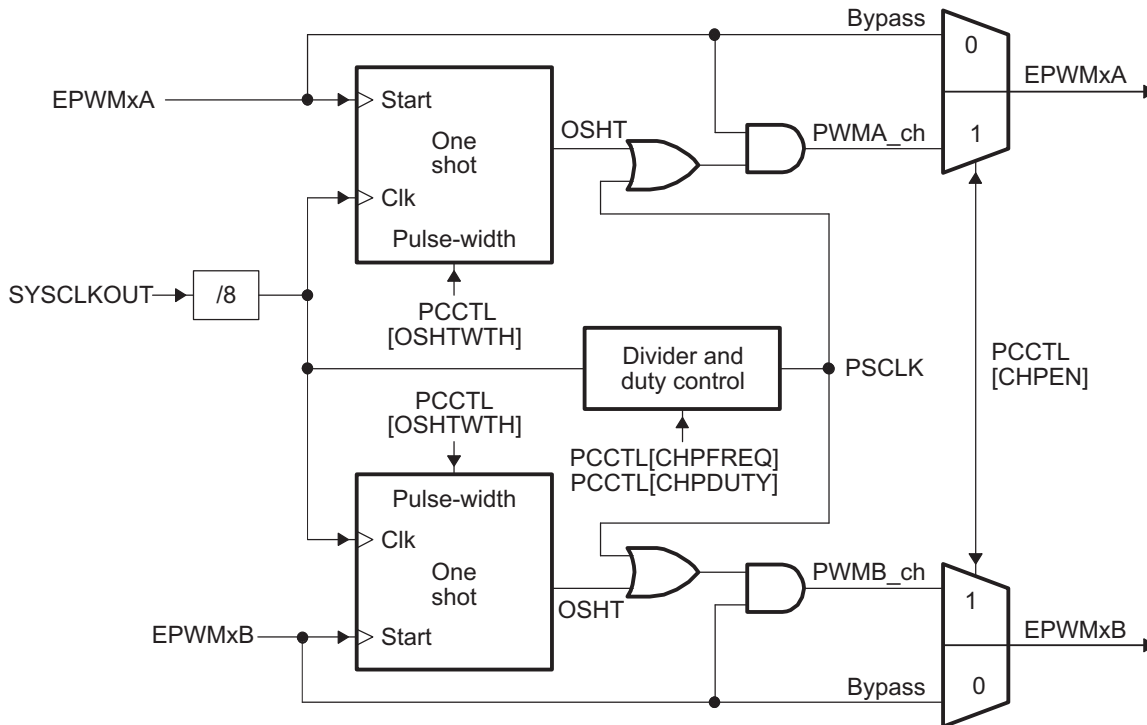 Bypass
0
EPWMxA
EPWMxA
Start
OSHT
PWMA_ch
1
One
shot
Clk
Pulse-width
SYSCLKOUT
/8
PCCTL
[OSHTWTH]
Divider and
duty control
PSCLK
PCCTL
[CHPEN]
PCCTL
[OSHTWTH]
PCCTL[CHPFREQ]
PCCTL[CHPDUTY]
Pulse-width
Clk
One
shot
OSHT
PWMB_ch
1
EPWMxB
Start
EPWMxB
Bypass
0